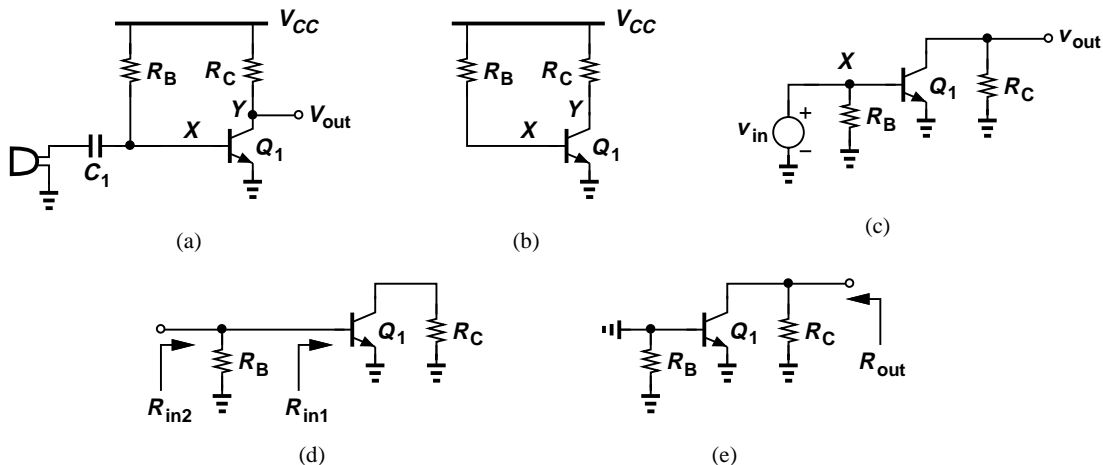 V_CC
R_B
R_C
Y
V_out
X
Q_1
C_1
(a)
V_CC
R_B
R_C
Y
X
Q_1
(b)
v_out
X
Q_1
R_C
v_in
+
−
R_B
(c)
Q_1
R_C
R_B
R_in2
R_in1
(d)
Q_1
R_C
R_B
R_out
(e)